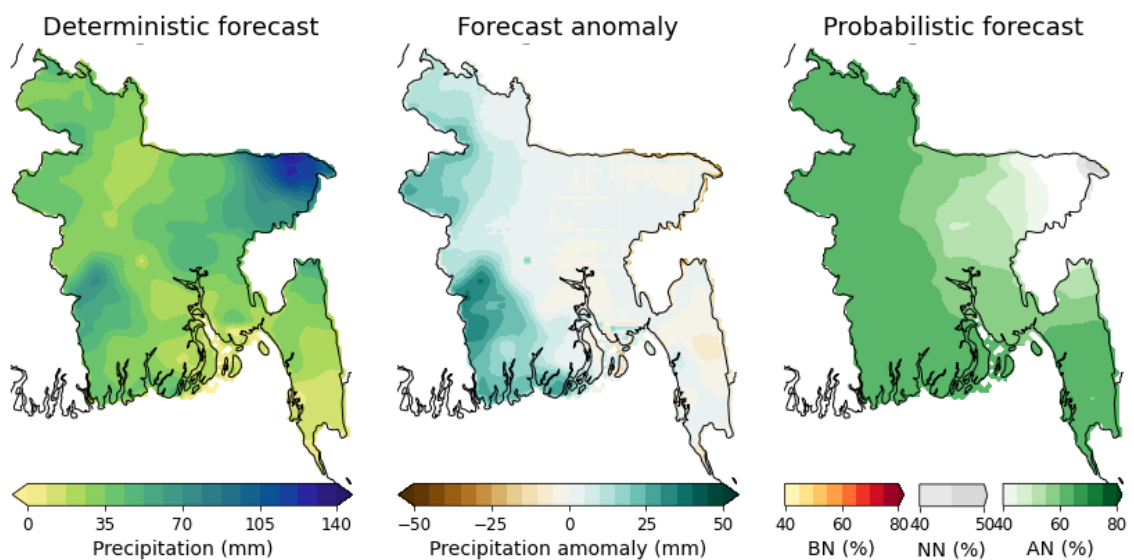 Deterministic forecast
Forecast anomaly
Probabilistic forecast
0 35 70 105 140
Precipitation (mm)
−50 −25 0 25 50
Precipitation amomaly (mm)
40 60 80
BN (%)
40 50
NN (%)
40 60 80
AN (%)